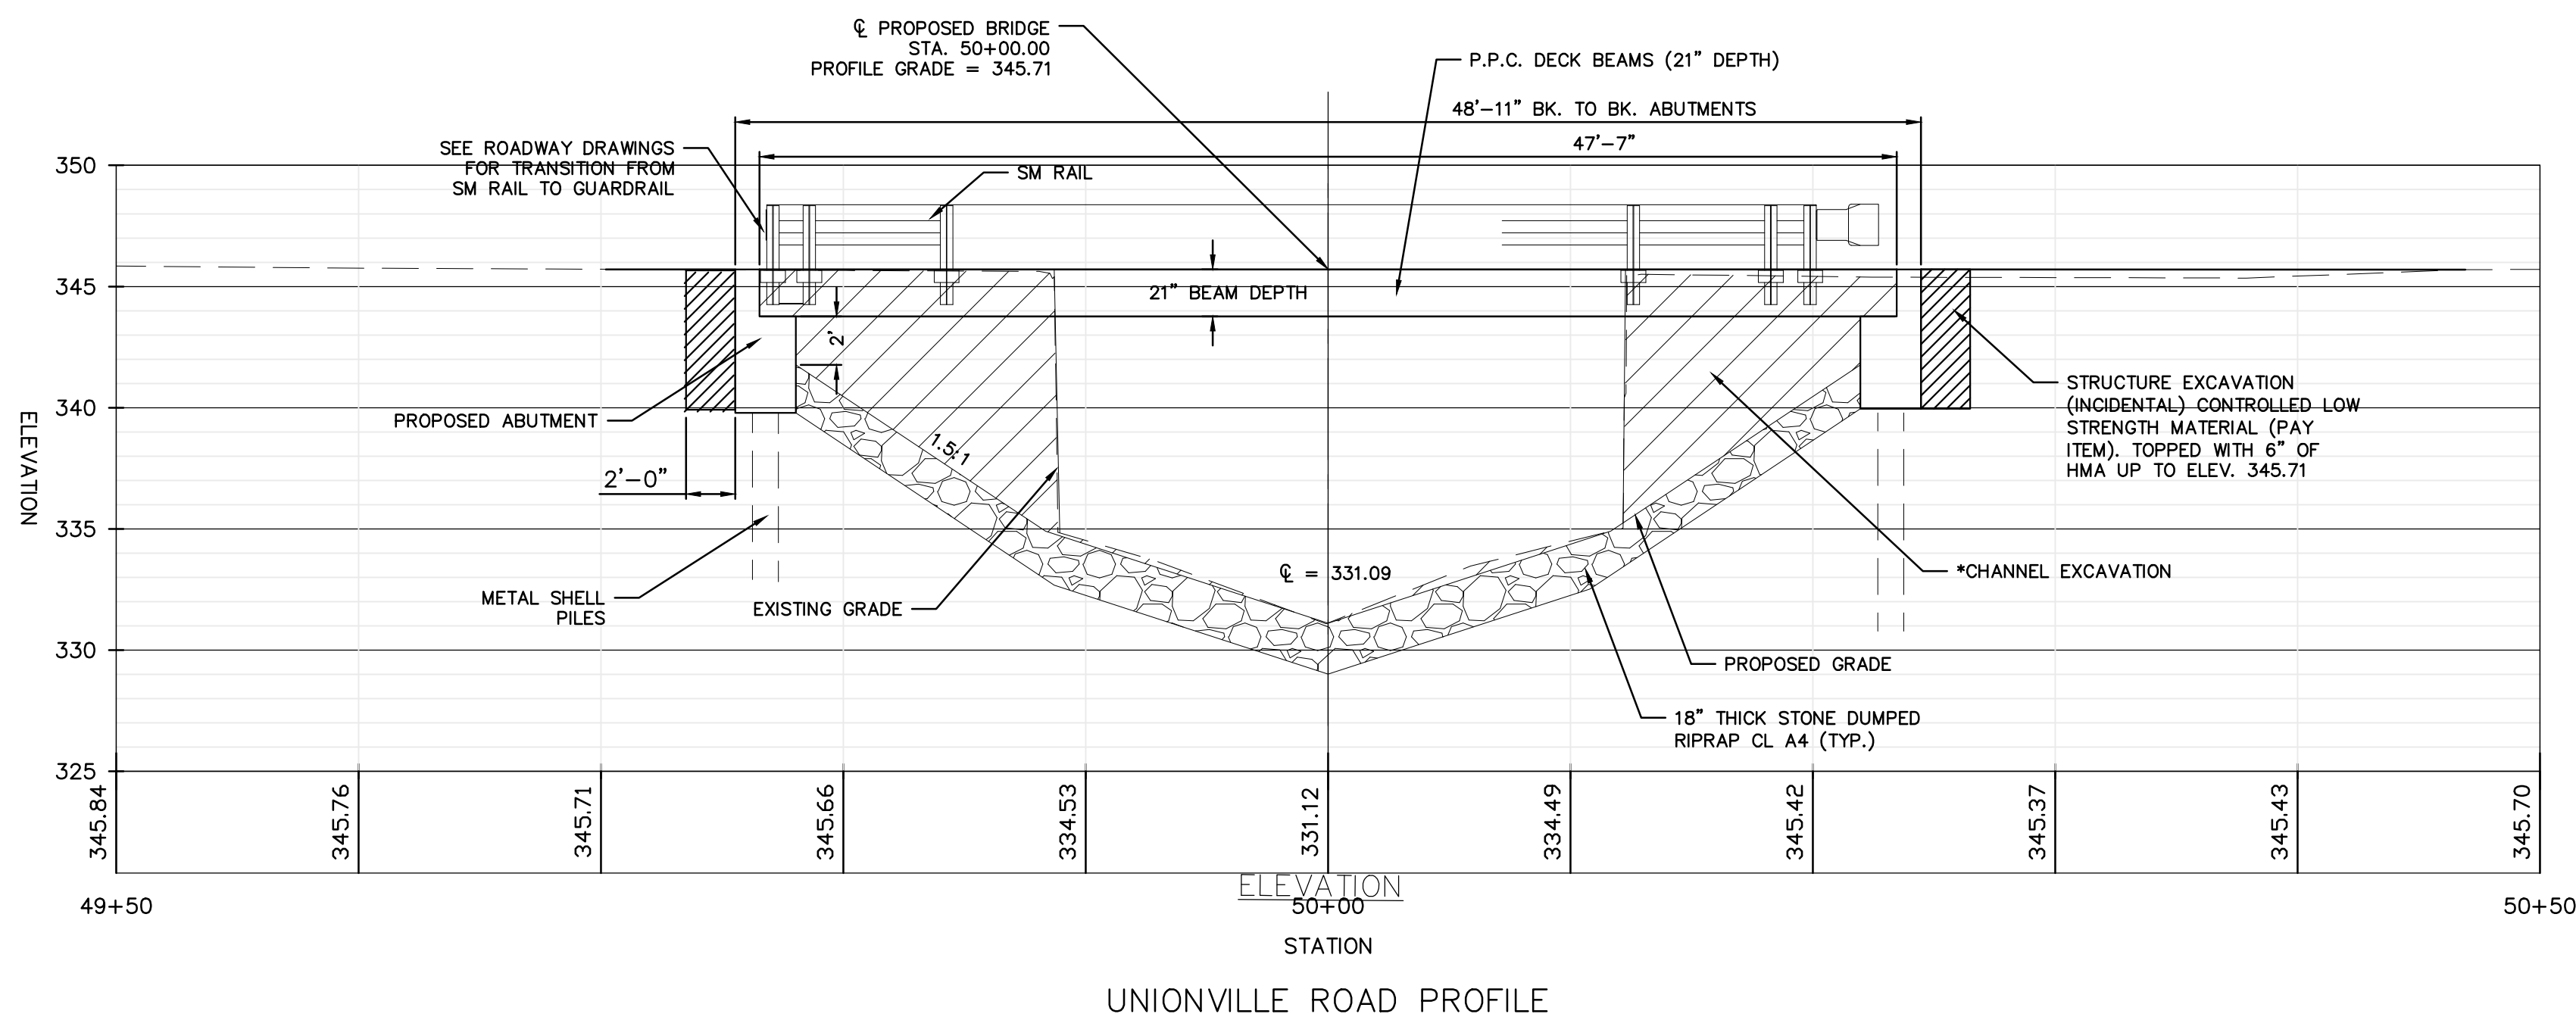 ℄ PROPOSED BRIDGE
STA. 50+00.00
PROFILE GRADE = 345.71
P.P.C. DECK BEAMS (21" DEPTH)
48'-11" BK. TO BK. ABUTMENTS
47'-7"
SEE ROADWAY DRAWINGS
FOR TRANSITION FROM
SM RAIL TO GUARDRAIL
SM RAIL
350
345
340
335
330
325
ELEVATION
21" BEAM DEPTH
2'
PROPOSED ABUTMENT
2'-0"
1.5:1
STRUCTURE EXCAVATION
(INCIDENTAL) CONTROLLED LOW
STRENGTH MATERIAL (PAY
ITEM). TOPPED WITH 6" OF
HMA UP TO ELEV. 345.71
℄ = 331.09
*CHANNEL EXCAVATION
METAL SHELL
PILES
EXISTING GRADE
PROPOSED GRADE
18" THICK STONE DUMPED
RIPRAP CL A4 (TYP.)
345.84
345.76
345.71
345.66
334.53
331.12
334.49
345.42
345.37
345.43
345.70
ELEVATION
49+50
50+00
50+50
STATION
UNIONVILLE ROAD PROFILE